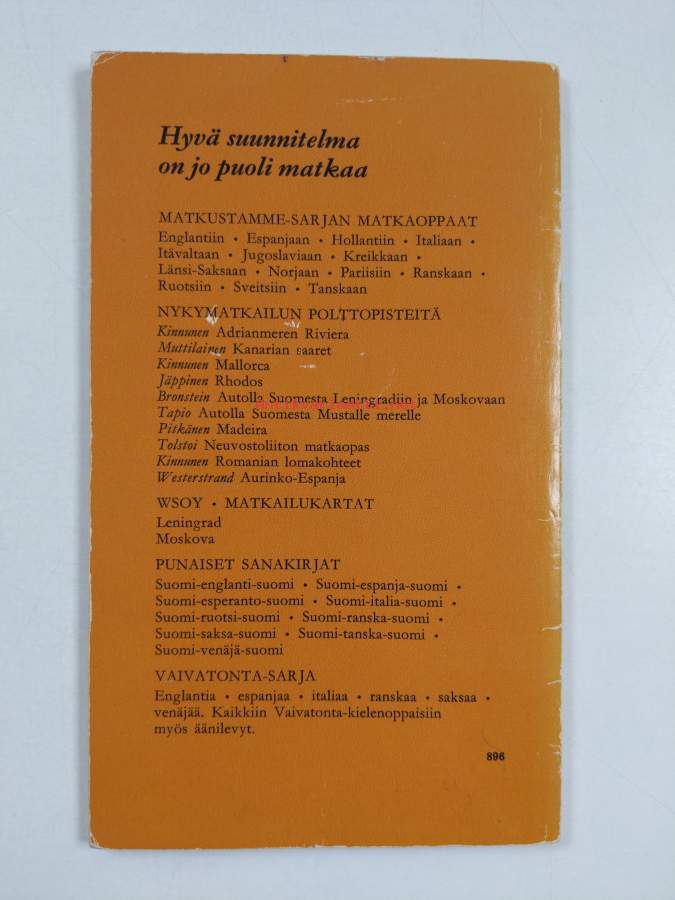 Hyvä suunnitelma
on jo puoli matkaa
MATKUSTAMME-SARJAN MATKAOPPAAT
Englantiin • Espanjaan • Hollantiin • Italiaan •
Itävaltaan • Jugoslaviaan • Kreikkaan •
Länsi-Saksaan • Norjaan • Pariisiin • Ranskaan •
Ruotsiin • Sveitsiin • Tanskaan
NYKYMATKAILUN POLTTOPISTEITÄ
Kinnunen Adrianmeren Riviera
Muttilainen Kanarian saaret
Kinnunen Mallorca
Jäppinen Rhodos
Bronstein Autolla Suomesta Leningradiin ja Moskovaan
Tapio Autolla Suomesta Mustalle merelle
Pitkänen Madeira
Tolstoi Neuvostoliiton matkaopas
Kinnunen Romanian lomakohteet
Westerstrand Aurinko-Espanja
WSOY • MATKAILUKARTAT
Leningrad
Moskova
PUNAISET SANAKIRJAT
Suomi-englanti-suomi • Suomi-espanja-suomi •
Suomi-esperanto-suomi • Suomi-italia-suomi •
Suomi-ruotsi-suomi • Suomi-ranska-suomi •
Suomi-saksa-suomi • Suomi-tanska-suomi •
Suomi-venäjä-suomi
VAIVATONTA-SARJA
Englantia • espanjaa • italiaa • ranskaa • saksaa •
venäjää. Kaikkiin Vaivatonta-kielenoppaisiin
myös äänilevyt.
896